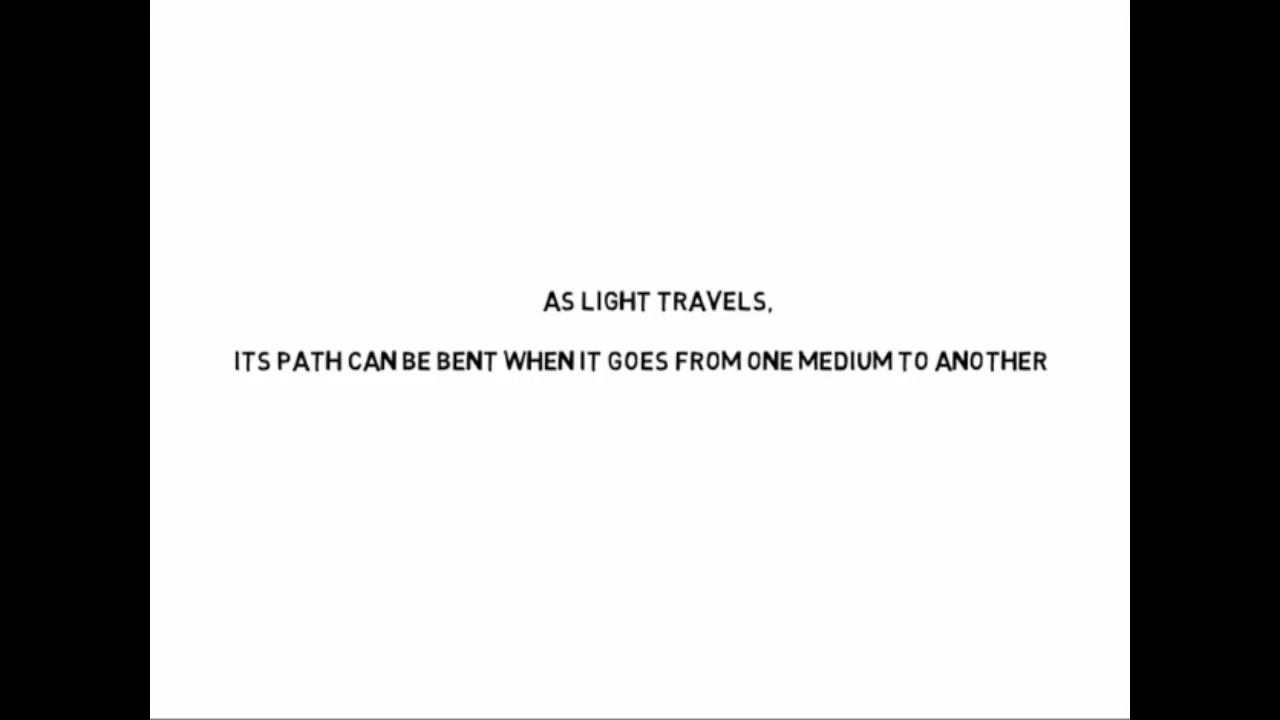 AS LIGHT TRAVELS,
ITS PATH CAN BE BENT WHEN IT GOES FROM ONE MEDIUM TO ANOTHER